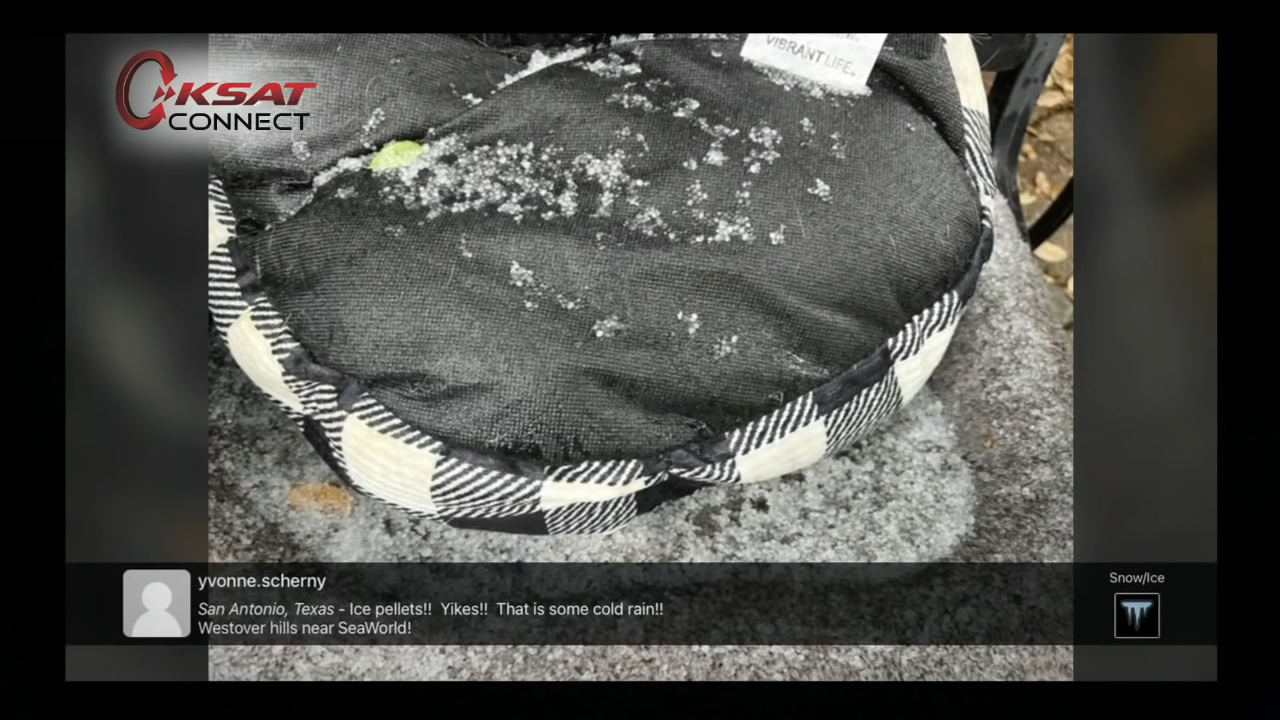 KSAT
CONNECT
VIBRANT LIFE™
yvonne.scherny
San Antonio, Texas - Ice pellets!! Yikes!! That is some cold rain!!
Westover hills near SeaWorld!
Snow/Ice